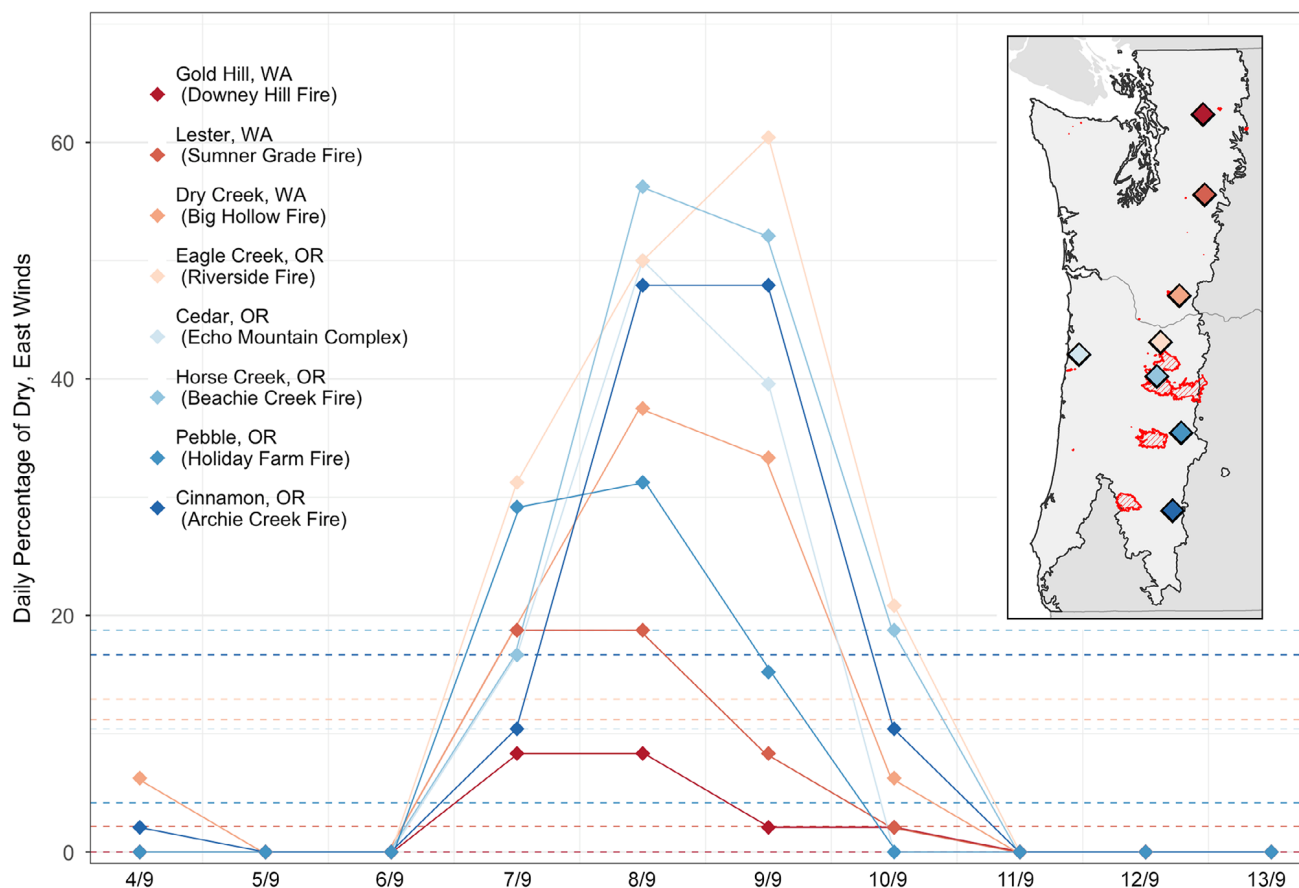 Daily Percentage of Dry, East Winds
60
40
20
0
Gold Hill, WA
(Downey Hill Fire)
Lester, WA
(Sumner Grade Fire)
Dry Creek, WA
(Big Hollow Fire)
Eagle Creek, OR
(Riverside Fire)
Cedar, OR
(Echo Mountain Complex)
Horse Creek, OR
(Beachie Creek Fire)
Pebble, OR
(Holiday Farm Fire)
Cinnamon, OR
(Archie Creek Fire)
4/9 5/9 6/9 7/9 8/9 9/9 10/9 11/9 12/9 13/9